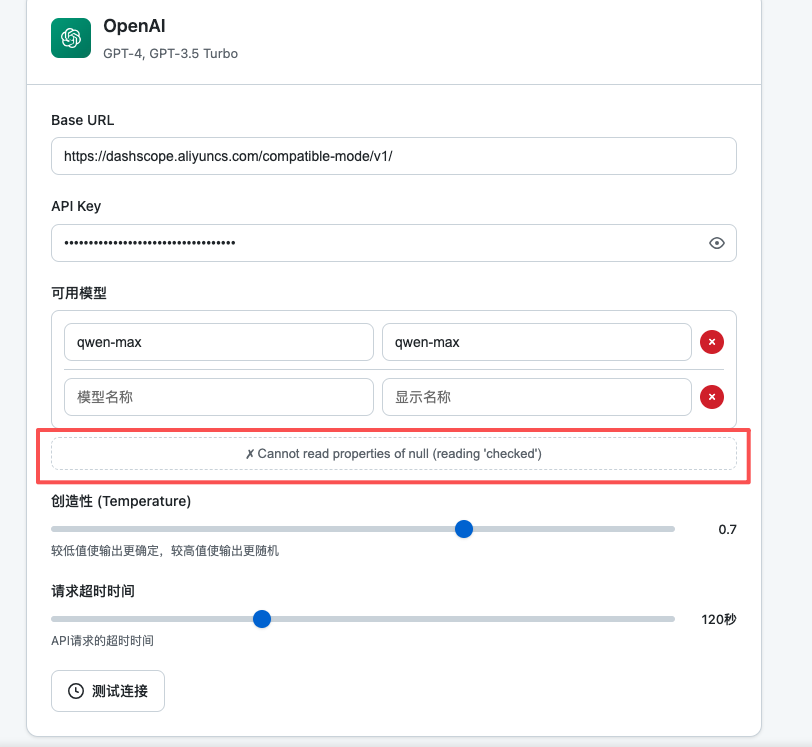 OpenAI
GPT-4, GPT-3.5 Turbo
Base URL
https://dashscope.aliyuncs.com/compatible-mode/v1/
API Key
•••••••••••••••••••••••••••••••••••
可用模型
qwen-max qwen-max
模型名称 显示名称
✗ Cannot read properties of null (reading 'checked')
创造性 (Temperature)
0.7
较低值使输出更确定，较高值使输出更随机
请求超时时间
120秒
API请求的超时时间
测试连接